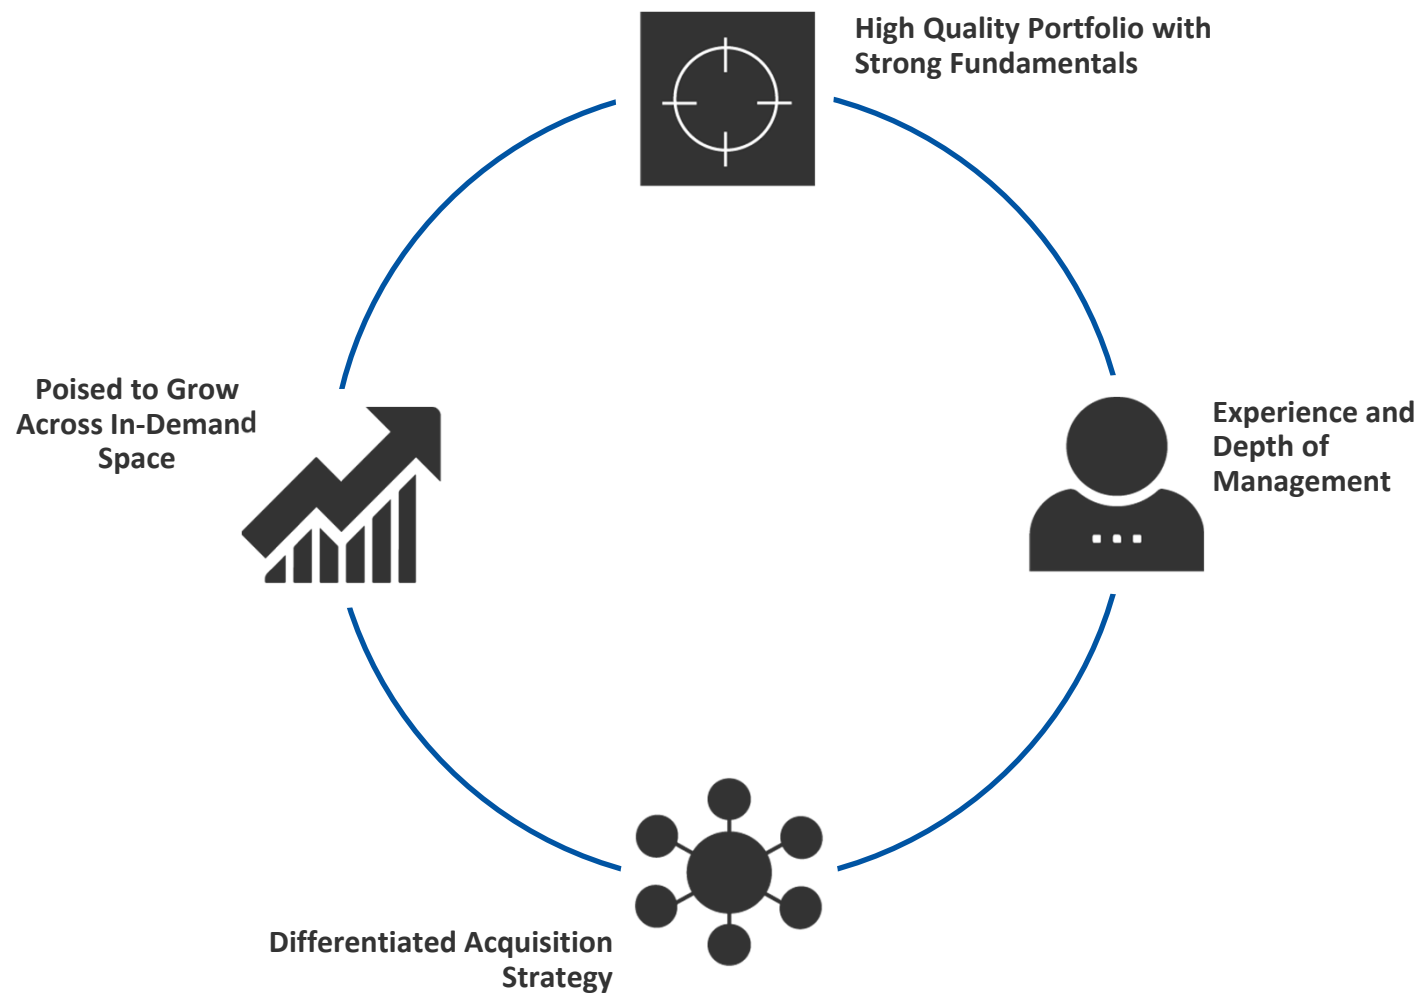 High Quality Portfolio with
Strong Fundamentals
Poised to Grow
Across In-Demand
Space
Experience and
Depth of
Management
Differentiated Acquisition
Strategy